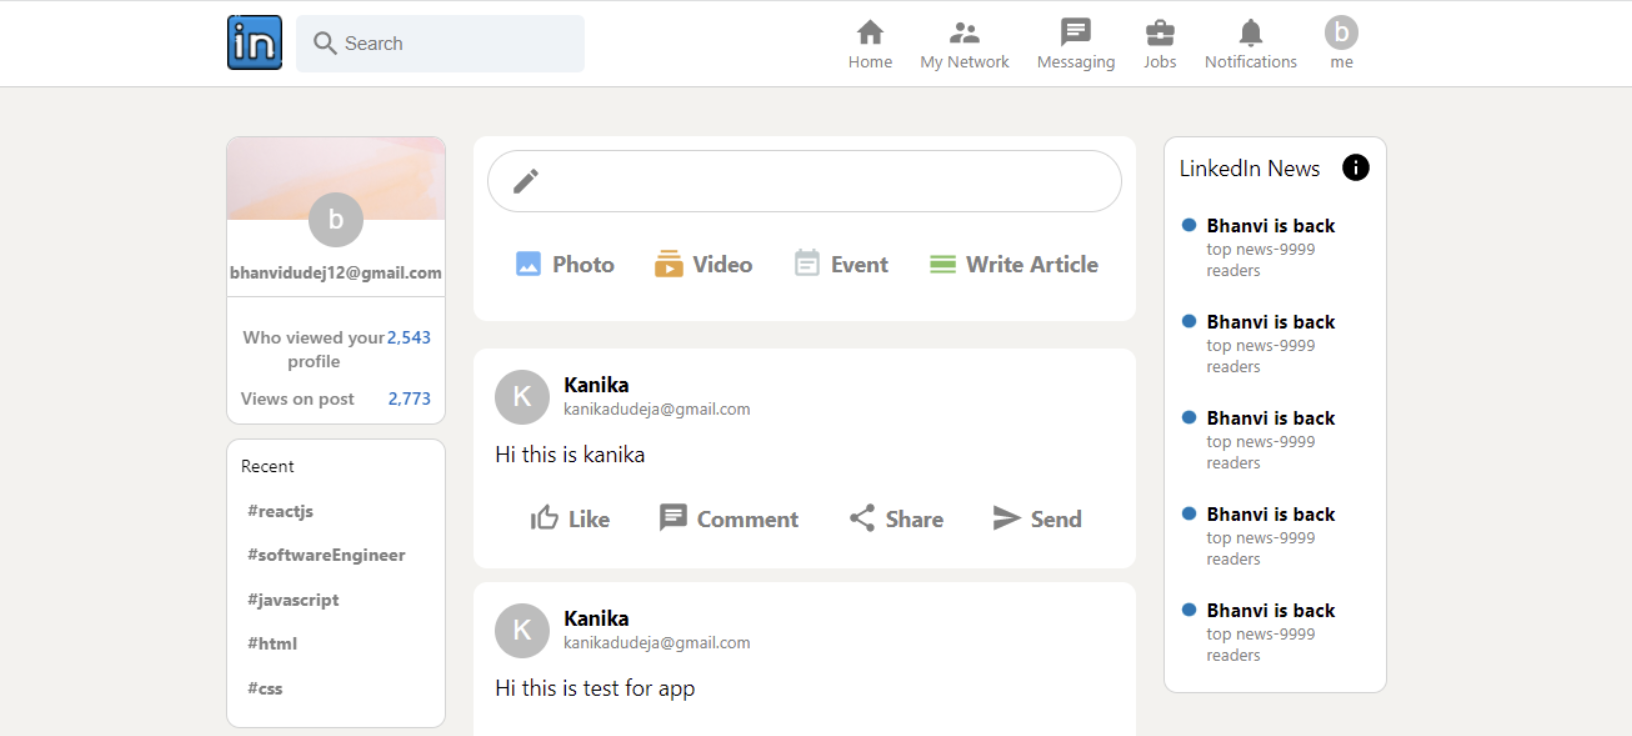 in
Search
Home
My Network
Messaging
Jobs
Notifications
b
me
b
bhanvidudej12@gmail.com
Who viewed your 2,543
profile
Views on post 2,773
Recent
#reactjs
#softwareEngineer
#javascript
#html
#css
Photo
Video
Event
Write Article
K
Kanika
kanikadudeja@gmail.com
Hi this is kanika
Like
Comment
Share
Send
K
Kanika
kanikadudeja@gmail.com
Hi this is test for app
LinkedIn News
i
Bhanvi is back
top news-9999
readers
Bhanvi is back
top news-9999
readers
Bhanvi is back
top news-9999
readers
Bhanvi is back
top news-9999
readers
Bhanvi is back
top news-9999
readers